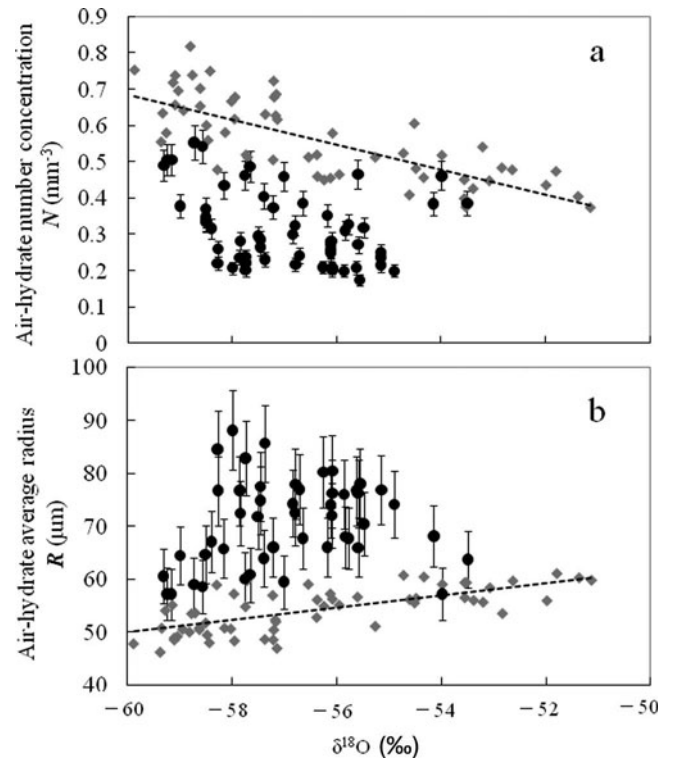 Air-hydrate number concentration
N (mm⁻³)
0.9
0.8
0.7
0.6
0.5
0.4
0.3
0.2
0.1
0
a
Air-hydrate average radius
R (μm)
100
90
80
70
60
50
40
b
−60 −58 −56 −54 −52 −50
δ¹⁸O (‰)